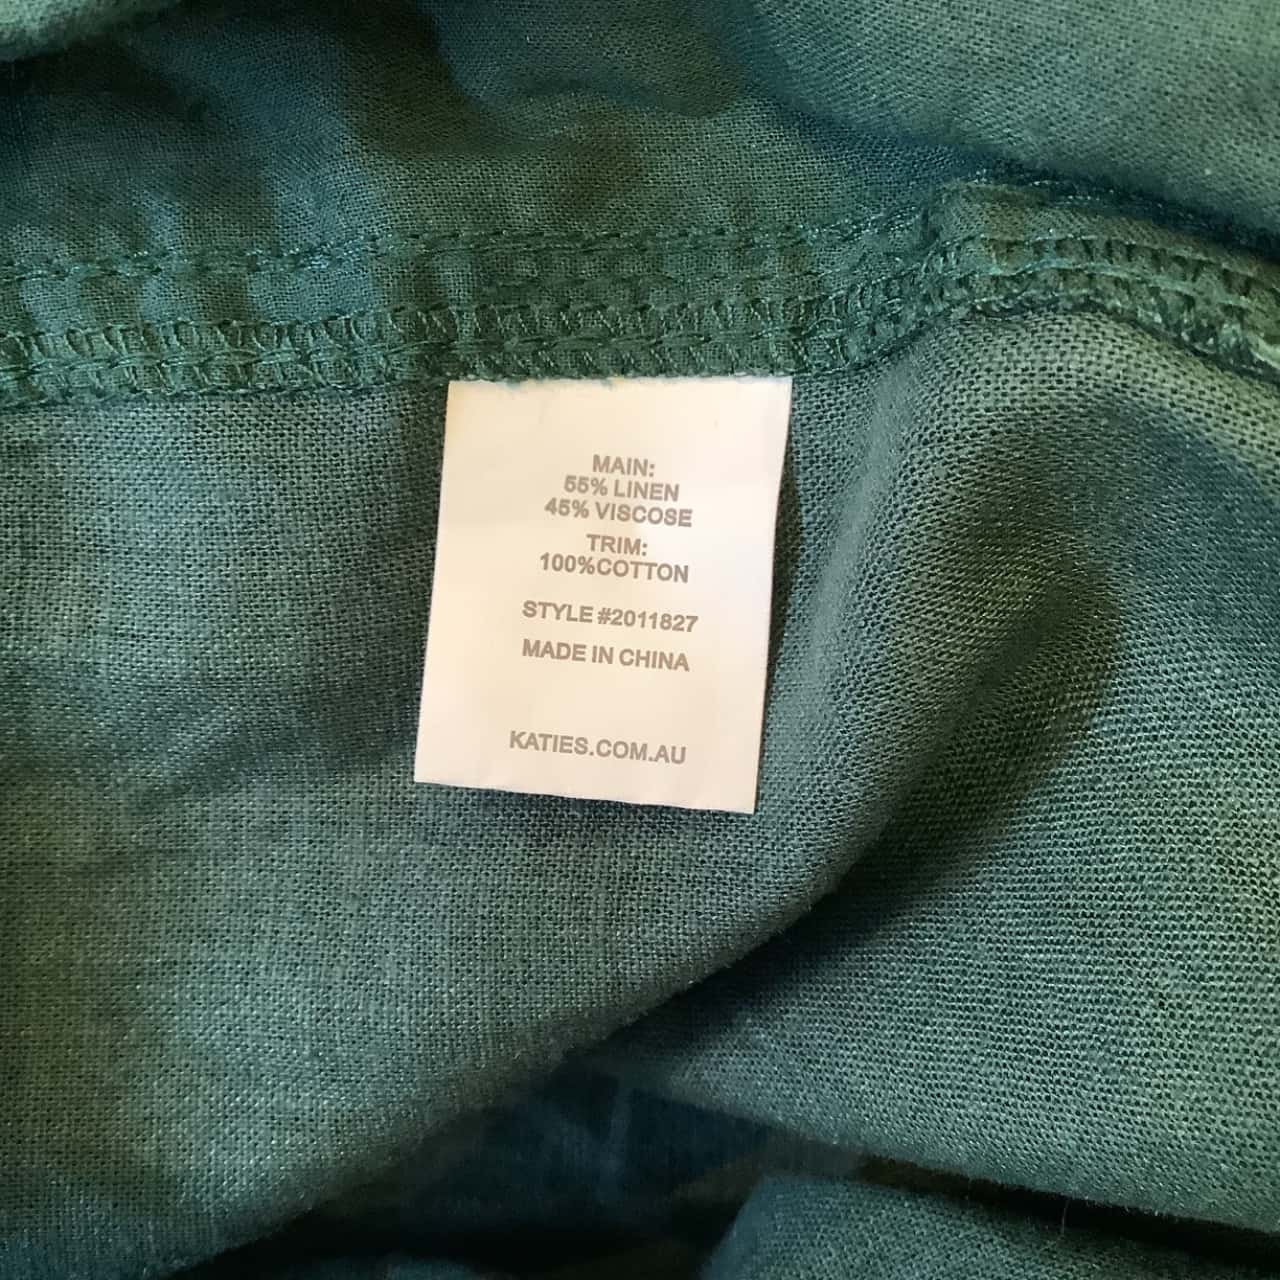 MAIN:
55% LINEN
45% VISCOSE
TRIM:
100%COTTON
STYLE #2011827
MADE IN CHINA
KATIES.COM.AU